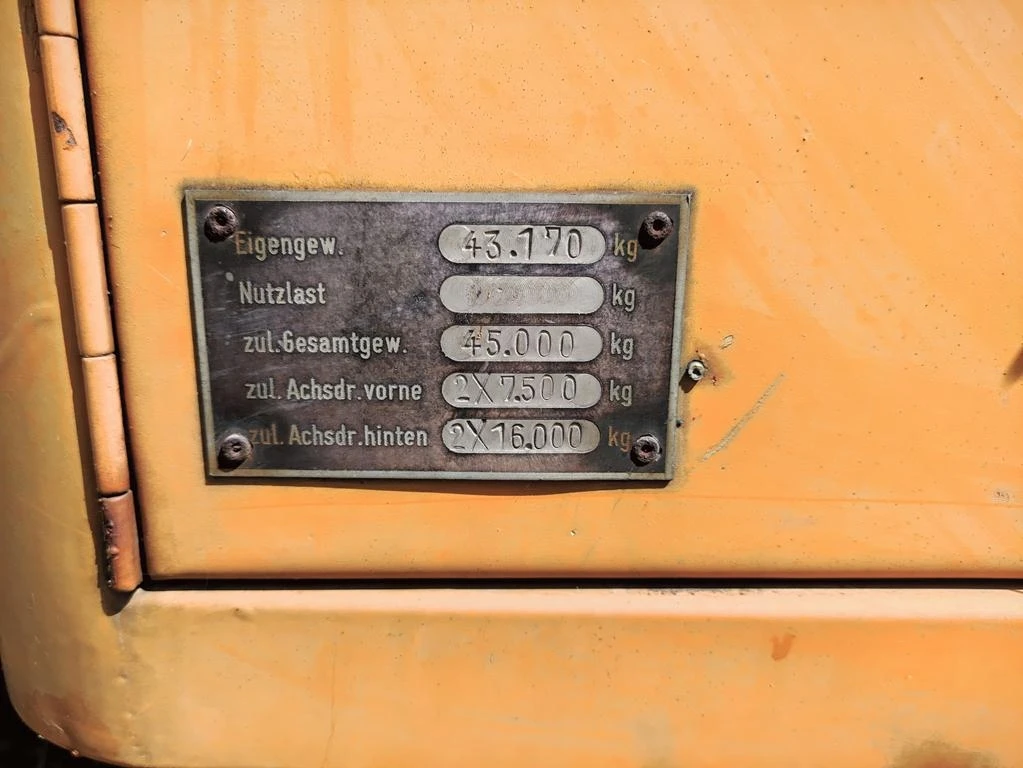 Eigengew. 43.170 kg
Nutzlast kg
zul.Gesamtgew. 45.000 kg
zul. Achsdr. vorne 2X7.500 kg
zul. Achsdr. hinten 2X16.000 kg